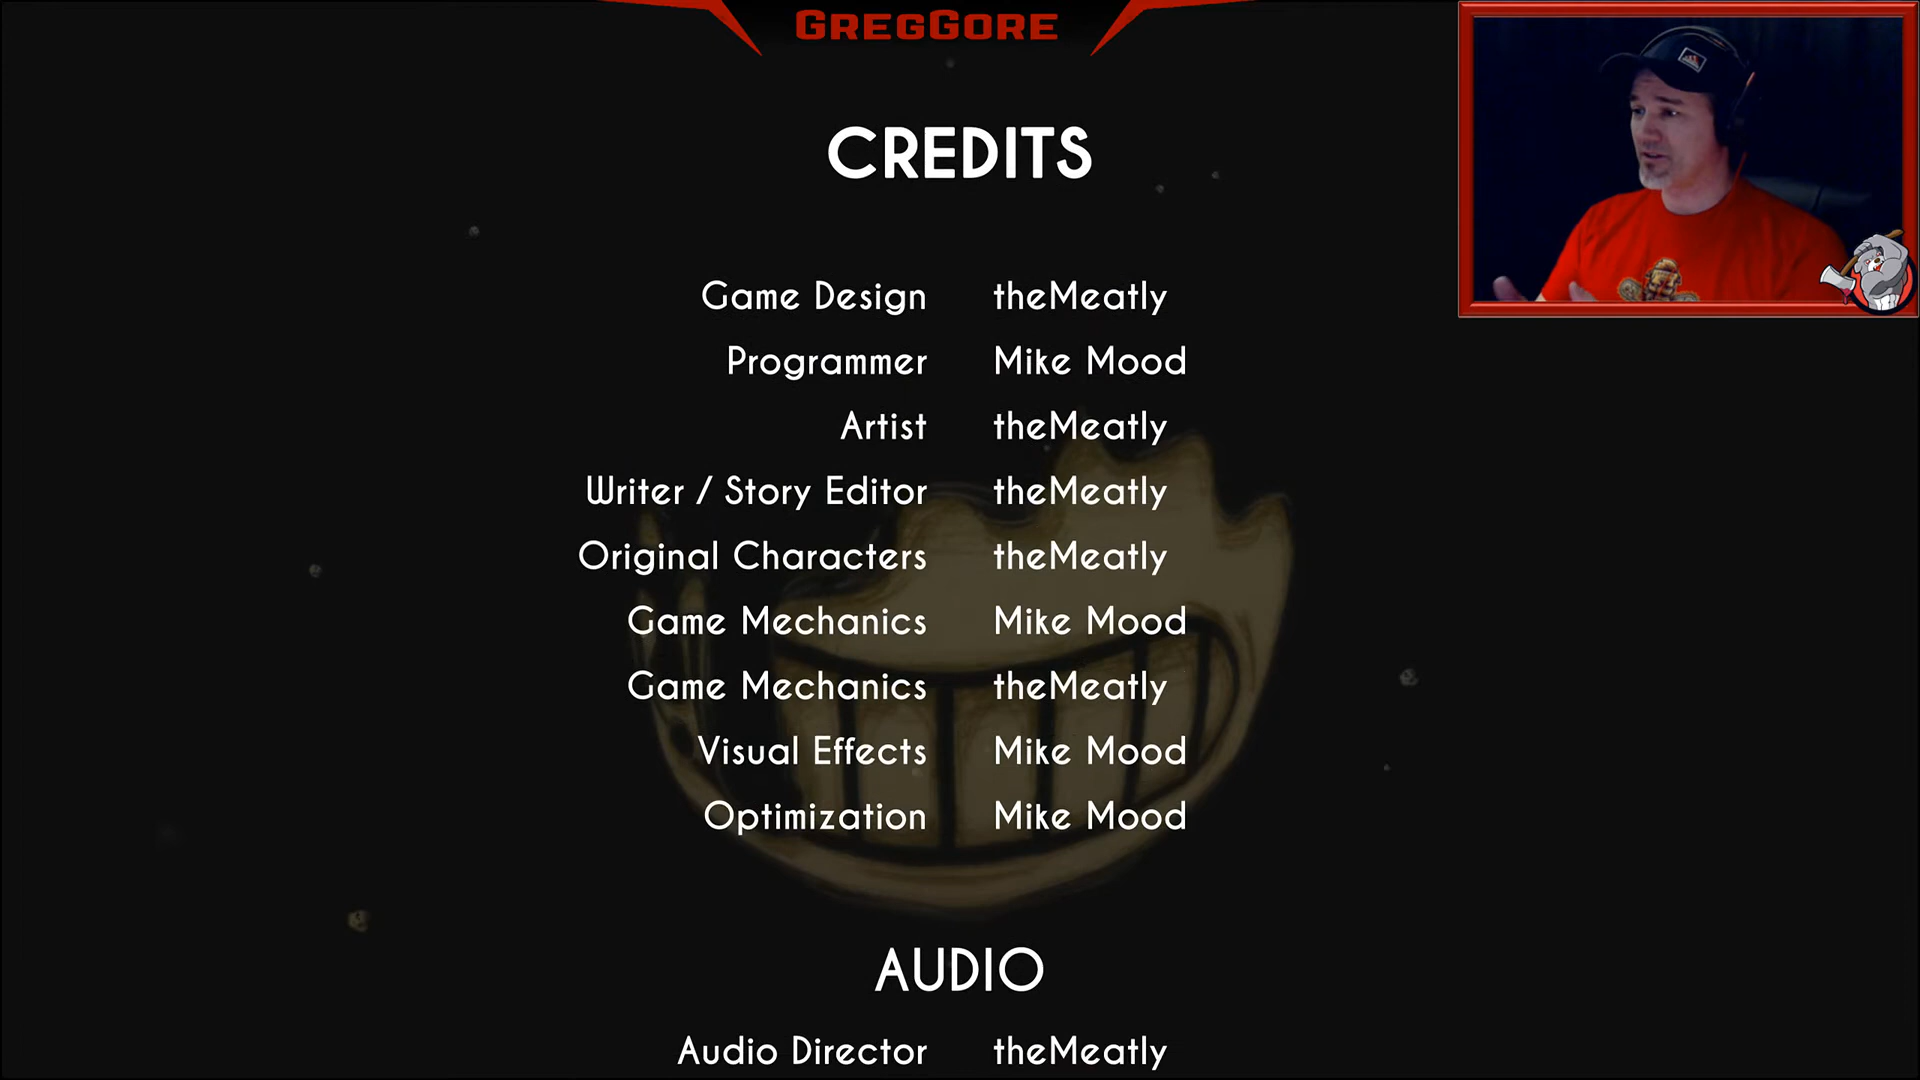 GREGGORE
CREDITS
Game Design theMeatly
Programmer Mike Mood
Artist theMeatly
Writer / Story Editor theMeatly
Original Characters theMeatly
Game Mechanics Mike Mood
Game Mechanics theMeatly
Visual Effects Mike Mood
Optimization Mike Mood
AUDIO
Audio Director theMeatly